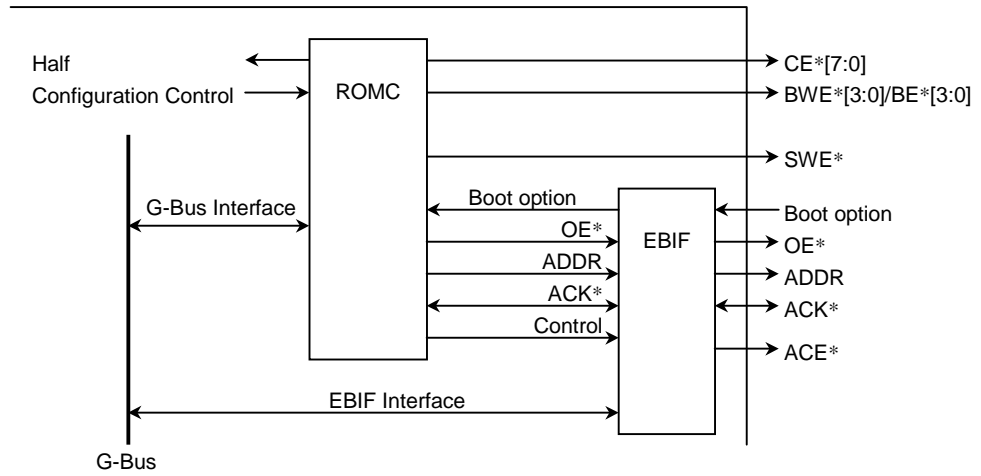 Half
Configuration Control
ROMC
CE*[7:0]
BWE*[3:0]/BE*[3:0]
SWE*
G-Bus Interface
Boot option
EBIF
Boot option
OE*
OE*
ADDR
ADDR
ACK*
ACK*
Control
ACE*
EBIF Interface
G-Bus